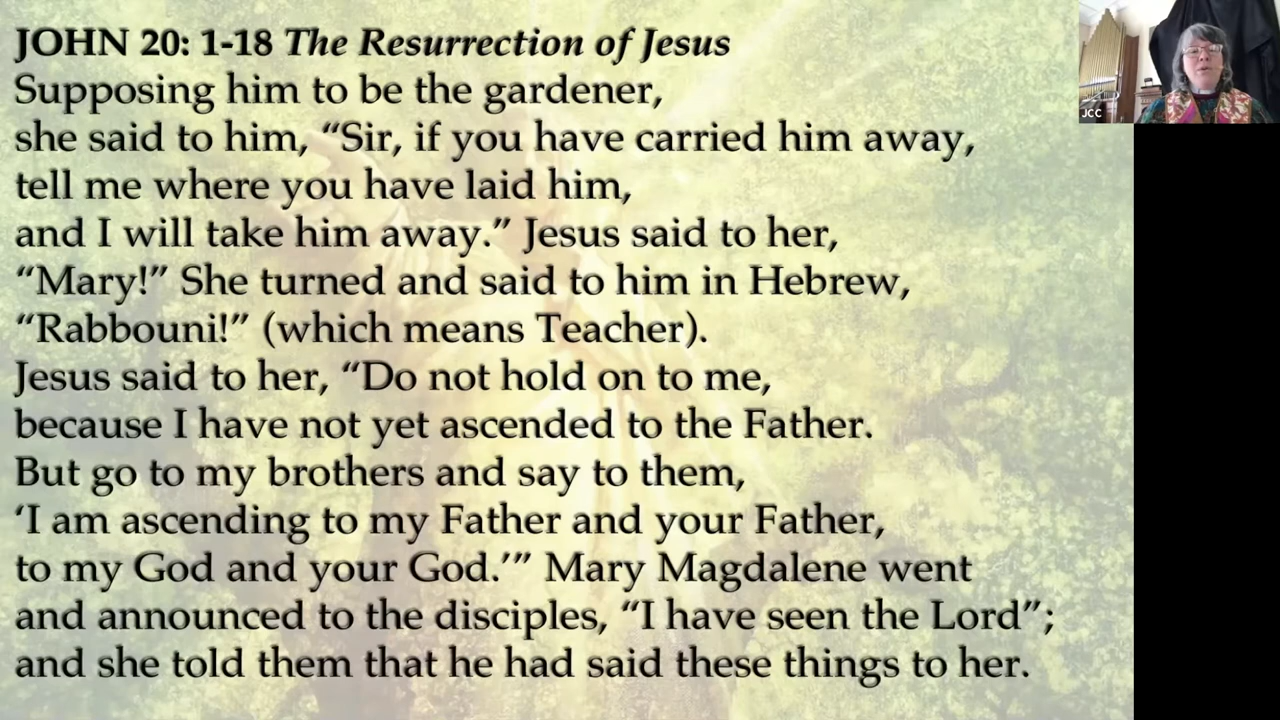 JOHN 20: 1-18 The Resurrection of Jesus
Supposing him to be the gardener,
she said to him, “Sir, if you have carried him away,
tell me where you have laid him,
and I will take him away.” Jesus said to her,
“Mary!” She turned and said to him in Hebrew,
“Rabbouni!” (which means Teacher).
Jesus said to her, “Do not hold on to me,
because I have not yet ascended to the Father.
But go to my brothers and say to them,
‘I am ascending to my Father and your Father,
to my God and your God.’” Mary Magdalene went
and announced to the disciples, “I have seen the Lord”;
and she told them that he had said these things to her.
JCC